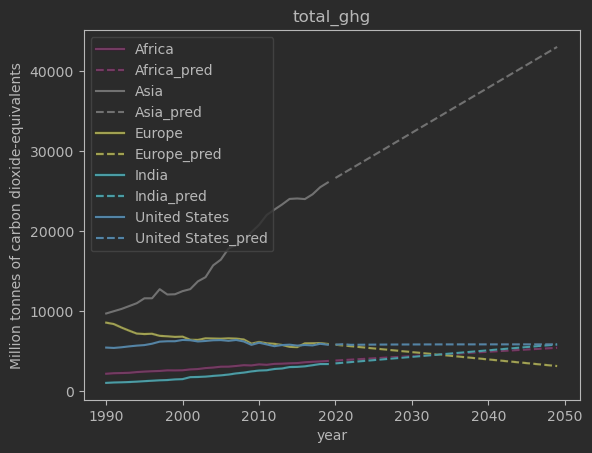 total_ghg
Million tonnes of carbon dioxide-equivalents
40000
30000
20000
10000
0
Africa
Africa_pred
Asia
Asia_pred
Europe
Europe_pred
India
India_pred
United States
United States_pred
1990 2000 2010 2020 2030 2040 2050
year